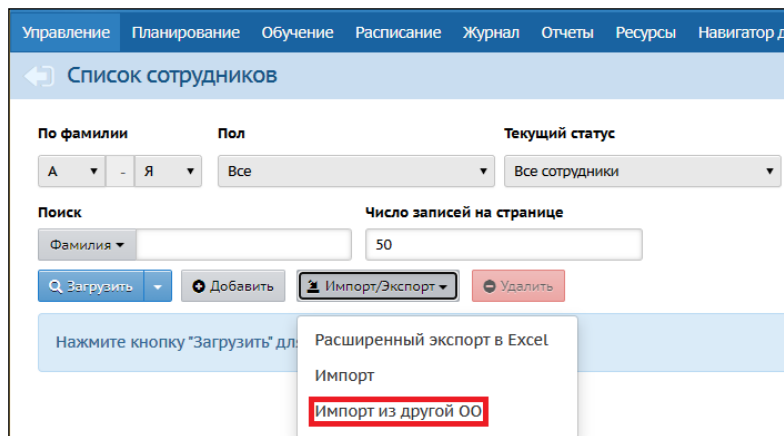 Управление Планирование Обучение Расписание Журнал Отчеты Ресурсы Навигатор
Список сотрудников
По фамилии Пол Текущий статус
А - Я Все Все сотрудники
Поиск Число записей на странице
Фамилия 50
Загрузить Добавить Импорт/Экспорт Удалить
Нажмите кнопку "Загрузить" для
Расширенный экспорт в Excel
Импорт
Импорт из другой ОО